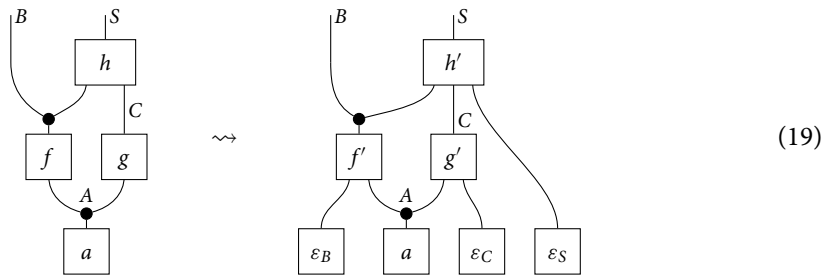 B S B S
h h′
C C
f g ⇝ f′ g′ (19)
A A
a ε_B a ε_C ε_S